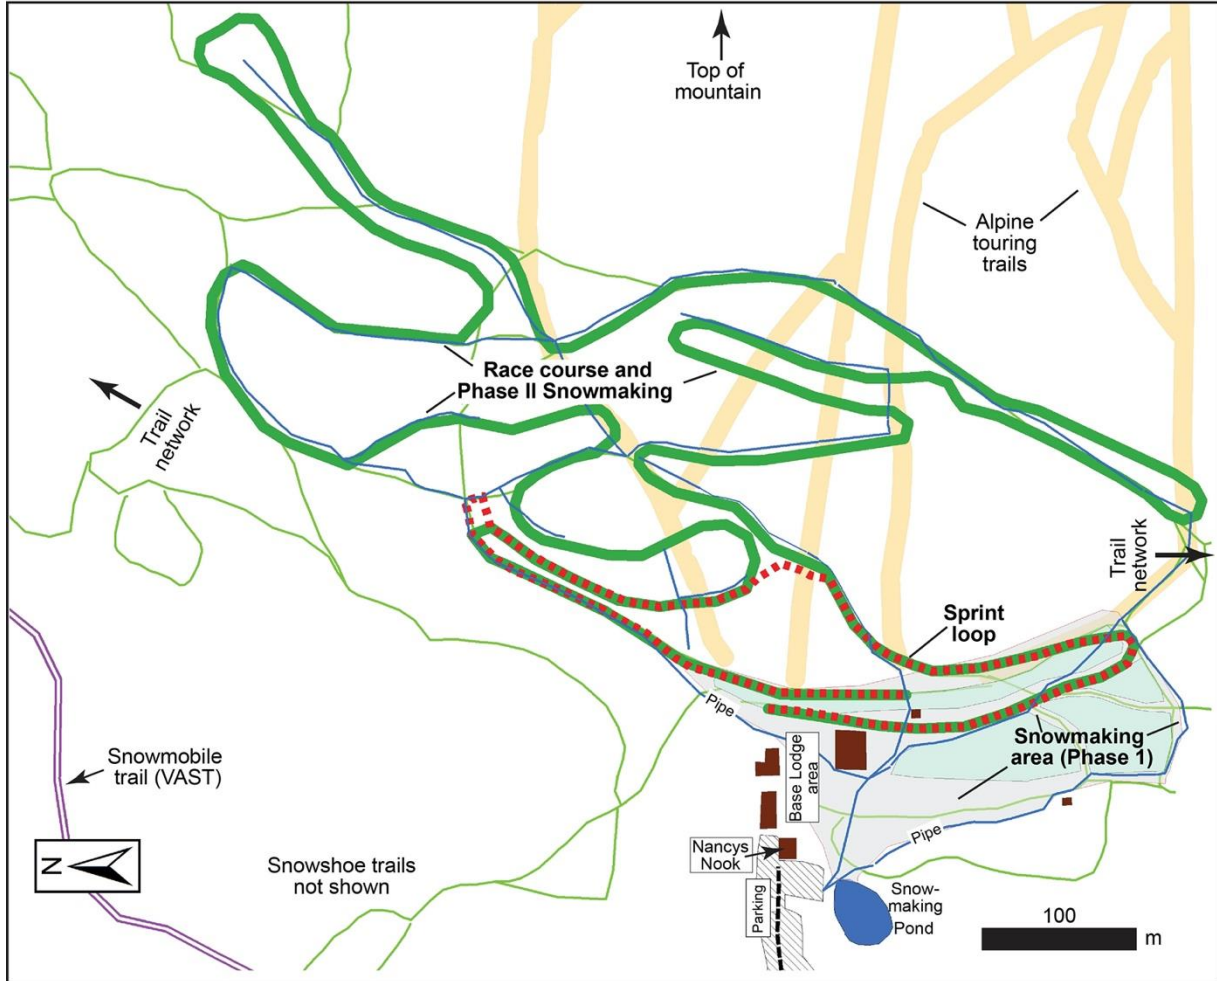 Top of
mountain
Alpine
touring
trails
Race course and
Phase II Snowmaking
Trail
network
Trail
network
Sprint
loop
Pipe
Snowmaking
area (Phase 1)
Base Lodge
area
Snowmobile
trail (VAST)
Pipe
Nancys
Nook
N
Snowshoe trails
not shown
Parking
Snow-
making
Pond
100
m